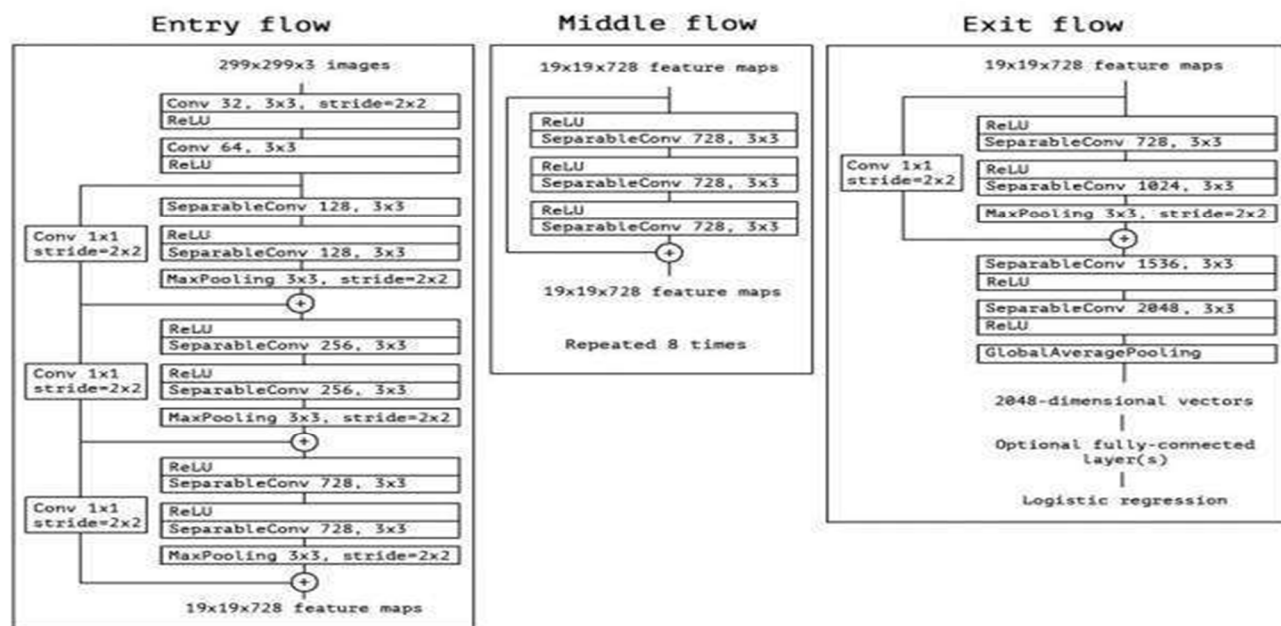 Entry flow
299x299x3 images
Conv 32, 3x3, stride=2x2
ReLU
Conv 64, 3x3
ReLU
SeparableConv 128, 3x3
Conv 1x1
stride=2x2
ReLU
SeparableConv 128, 3x3
MaxPooling 3x3, stride=2x2
+
ReLU
SeparableConv 256, 3x3
Conv 1x1
stride=2x2
ReLU
SeparableConv 256, 3x3
MaxPooling 3x3, stride=2x2
+
ReLU
SeparableConv 728, 3x3
Conv 1x1
stride=2x2
ReLU
SeparableConv 728, 3x3
MaxPooling 3x3, stride=2x2
+
19x19x728 feature maps
Middle flow
19x19x728 feature maps
ReLU
SeparableConv 728, 3x3
ReLU
SeparableConv 728, 3x3
ReLU
SeparableConv 728, 3x3
+
19x19x728 feature maps
Repeated 8 times
Exit flow
19x19x728 feature maps
ReLU
SeparableConv 728, 3x3
Conv 1x1
stride=2x2
ReLU
SeparableConv 1024, 3x3
MaxPooling 3x3, stride=2x2
+
SeparableConv 1536, 3x3
ReLU
SeparableConv 2048, 3x3
ReLU
GlobalAveragePooling
2048-dimensional vectors
Optional fully-connected
layer(s)
Logistic regression